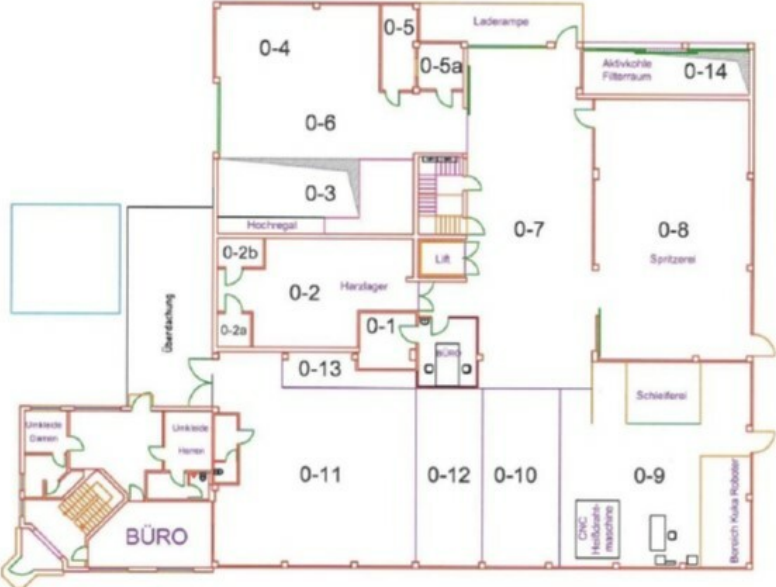 Laderampe
0-5
0-4
0-5a
Aktivkohle
Filterraum
0-14
0-6
0-3
Hochregal
0-7
0-8
Spritzerei
Lift
0-2b
0-2
Harzlager
0-2a
0-1
Überdachung
BÜRO
0-13
Schleiferei
Umkleide
Damen
Umkleide
Herren
0-11
0-12
0-10
0-9
BÜRO
CNC
Heißdraht-
maschine
Bereich Kuka Roboter